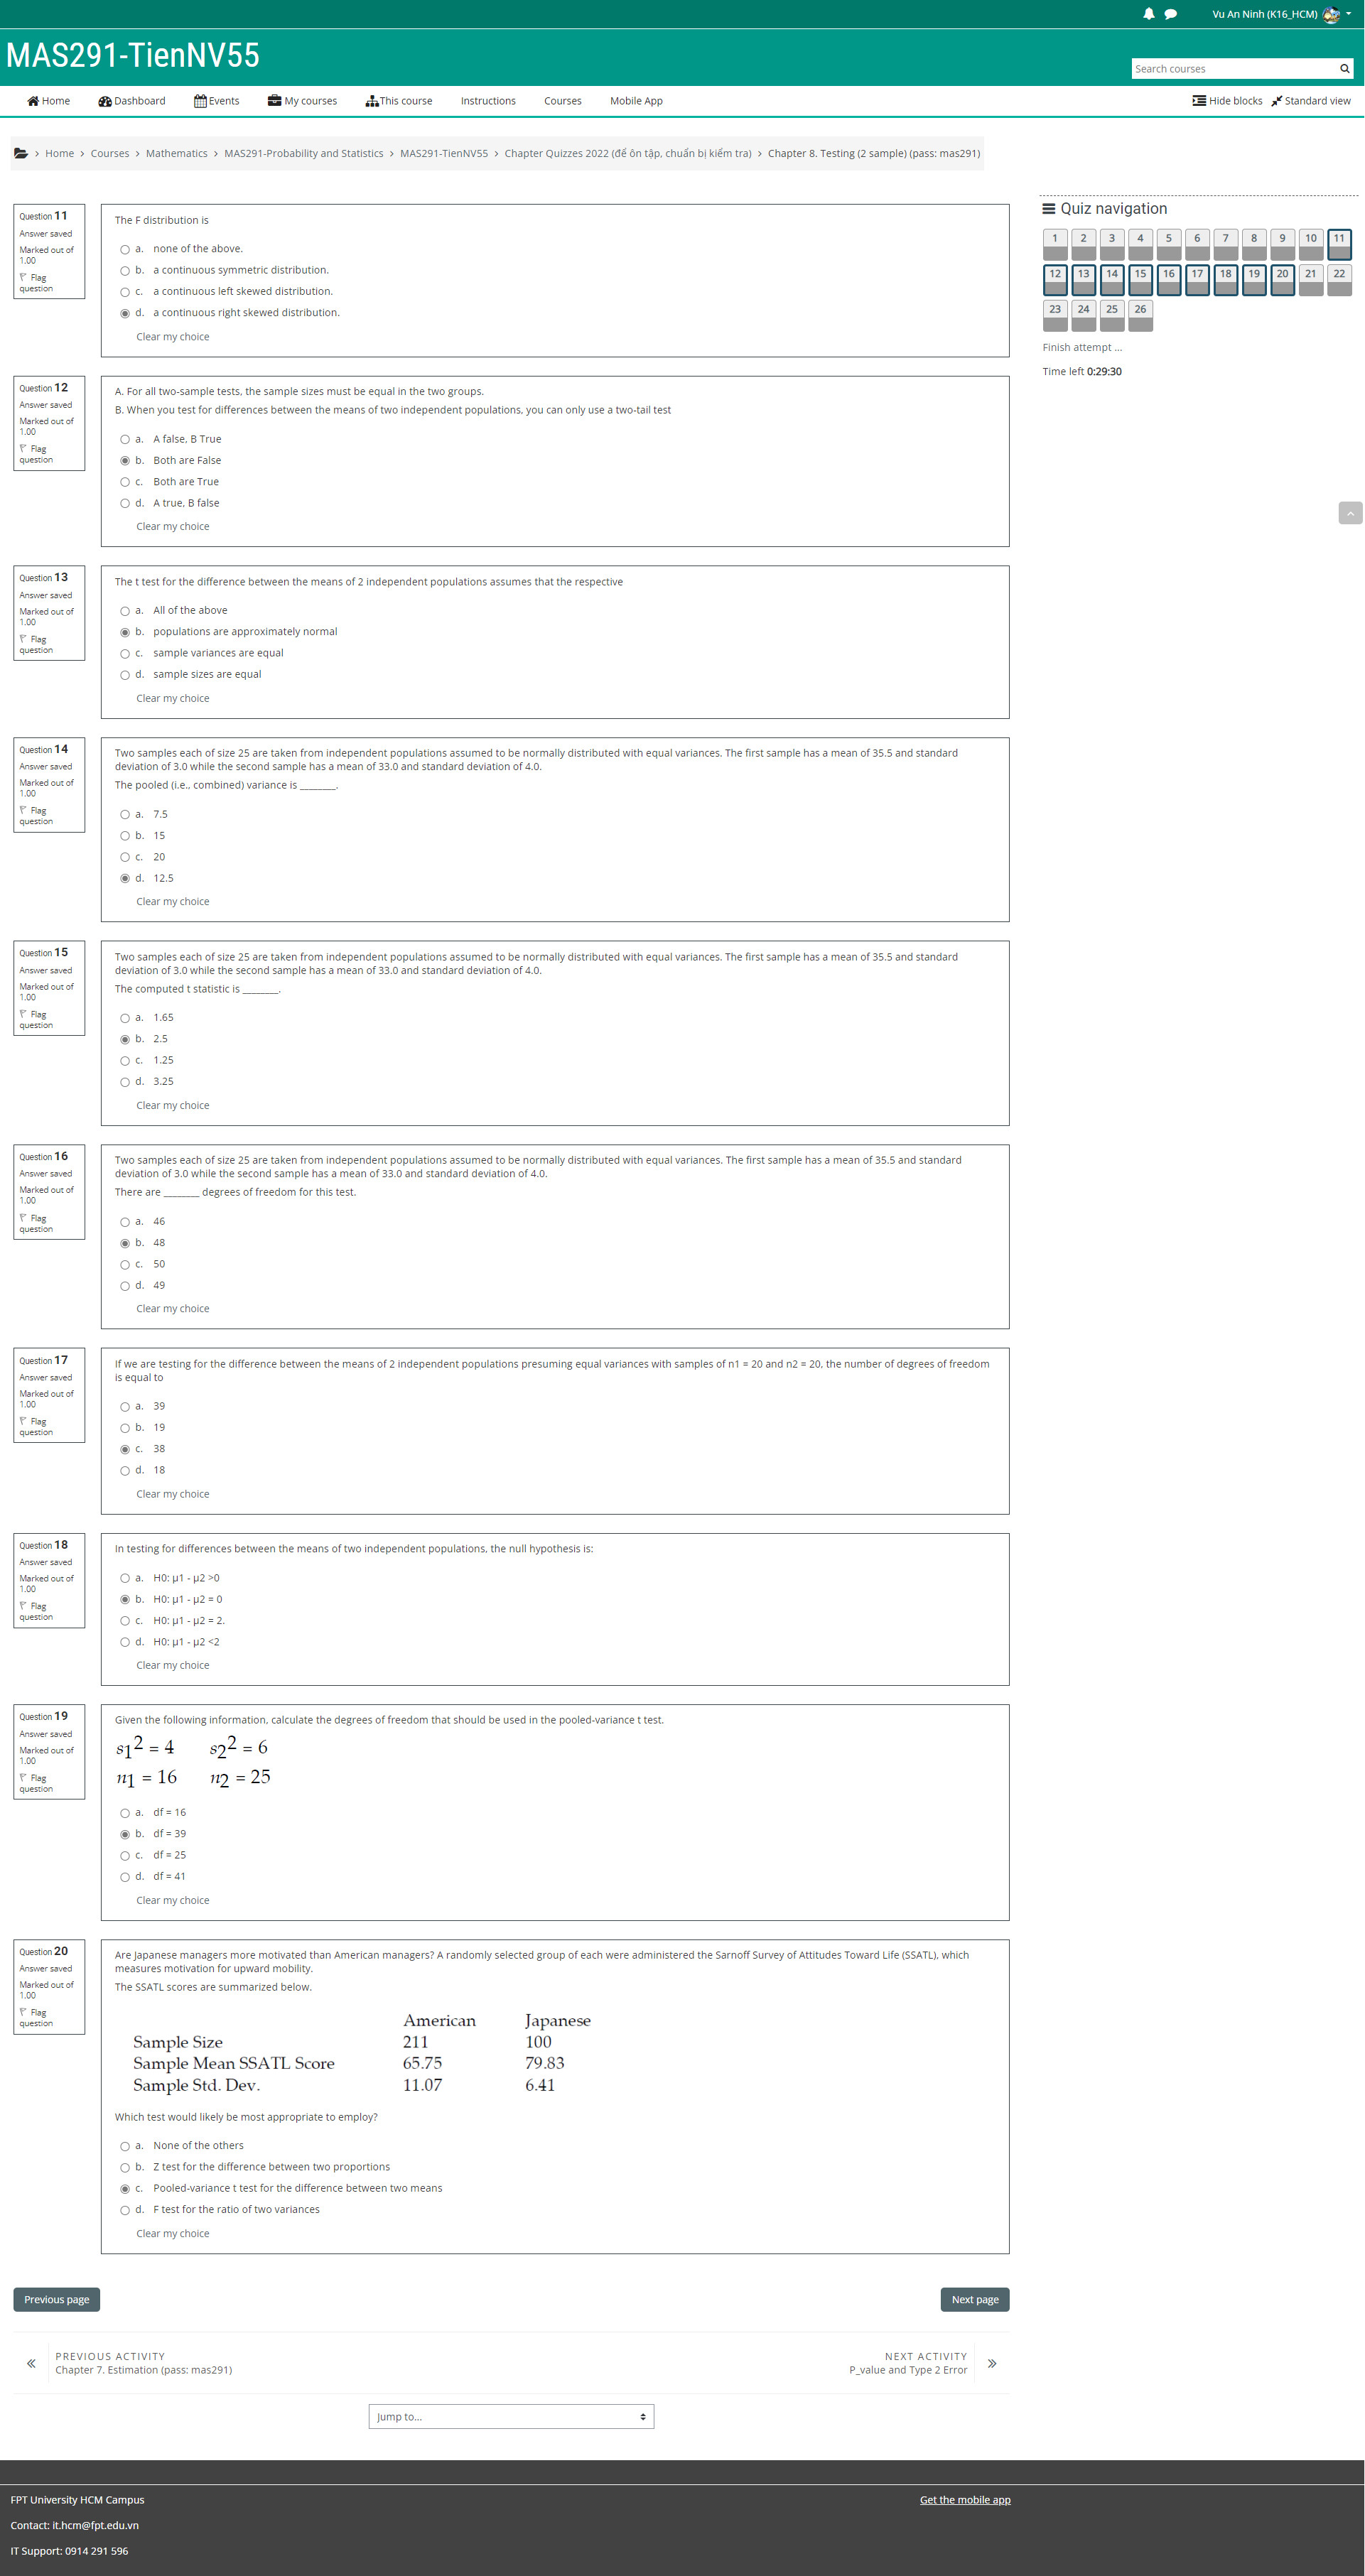 Vu An Ninh (K16_HCM)
MAS291-TienNV55
Search courses
Home Dashboard Events My courses This course Instructions Courses Mobile App Hide blocks Standard view
› Home › Courses › Mathematics › MAS291-Probability and Statistics › MAS291-TienNV55 › Chapter Quizzes 2022 (để ôn tập, chuẩn bị kiểm tra) › Chapter 8. Testing (2 sample) (pass: mas291)
Question 11
Answer saved
Marked out of
1.00
Flag
question
The F distribution is
a. none of the above.
b. a continuous symmetric distribution.
c. a continuous left skewed distribution.
d. a continuous right skewed distribution.
Clear my choice
Quiz navigation
1 2 3 4 5 6 7 8 9 10 11
12 13 14 15 16 17 18 19 20 21 22
23 24 25 26
Finish attempt ...
Time left 0:29:30
Question 12
Answer saved
Marked out of
1.00
Flag
question
A. For all two-sample tests, the sample sizes must be equal in the two groups.
B. When you test for differences between the means of two independent populations, you can only use a two-tail test
a. A false, B True
b. Both are False
c. Both are True
d. A true, B false
Clear my choice
Question 13
Answer saved
Marked out of
1.00
Flag
question
The t test for the difference between the means of 2 independent populations assumes that the respective
a. All of the above
b. populations are approximately normal
c. sample variances are equal
d. sample sizes are equal
Clear my choice
Question 14
Answer saved
Marked out of
1.00
Flag
question
Two samples each of size 25 are taken from independent populations assumed to be normally distributed with equal variances. The first sample has a mean of 35.5 and standard
deviation of 3.0 while the second sample has a mean of 33.0 and standard deviation of 4.0.
The pooled (i.e., combined) variance is ________.
a. 7.5
b. 15
c. 20
d. 12.5
Clear my choice
Question 15
Answer saved
Marked out of
1.00
Flag
question
Two samples each of size 25 are taken from independent populations assumed to be normally distributed with equal variances. The first sample has a mean of 35.5 and standard
deviation of 3.0 while the second sample has a mean of 33.0 and standard deviation of 4.0.
The computed t statistic is ________.
a. 1.65
b. 2.5
c. 1.25
d. 3.25
Clear my choice
Question 16
Answer saved
Marked out of
1.00
Flag
question
Two samples each of size 25 are taken from independent populations assumed to be normally distributed with equal variances. The first sample has a mean of 35.5 and standard
deviation of 3.0 while the second sample has a mean of 33.0 and standard deviation of 4.0.
There are ________ degrees of freedom for this test.
a. 46
b. 48
c. 50
d. 49
Clear my choice
Question 17
Answer saved
Marked out of
1.00
Flag
question
If we are testing for the difference between the means of 2 independent populations presuming equal variances with samples of n1 = 20 and n2 = 20, the number of degrees of freedom
is equal to
a. 39
b. 19
c. 38
d. 18
Clear my choice
Question 18
Answer saved
Marked out of
1.00
Flag
question
In testing for differences between the means of two independent populations, the null hypothesis is:
a. H0: μ1 - μ2 >0
b. H0: μ1 - μ2 = 0
c. H0: μ1 - μ2 = 2.
d. H0: μ1 - μ2 <2
Clear my choice
Question 19
Answer saved
Marked out of
1.00
Flag
question
Given the following information, calculate the degrees of freedom that should be used in the pooled-variance t test.
s1² = 4 s2² = 6
n1 = 16 n2 = 25
a. df = 16
b. df = 39
c. df = 25
d. df = 41
Clear my choice
Question 20
Answer saved
Marked out of
1.00
Flag
question
Are Japanese managers more motivated than American managers? A randomly selected group of each were administered the Sarnoff Survey of Attitudes Toward Life (SSATL), which
measures motivation for upward mobility.
The SSATL scores are summarized below.
American Japanese
Sample Size 211 100
Sample Mean SSATL Score 65.75 79.83
Sample Std. Dev. 11.07 6.41
Which test would likely be most appropriate to employ?
a. None of the others
b. Z test for the difference between two proportions
c. Pooled-variance t test for the difference between two means
d. F test for the ratio of two variances
Clear my choice
Previous page Next page
PREVIOUS ACTIVITY NEXT ACTIVITY
Chapter 7. Estimation (pass: mas291) P_value and Type 2 Error
Jump to...
FPT University HCM Campus Get the mobile app
Contact: it.hcm@fpt.edu.vn
IT Support: 0914 291 596